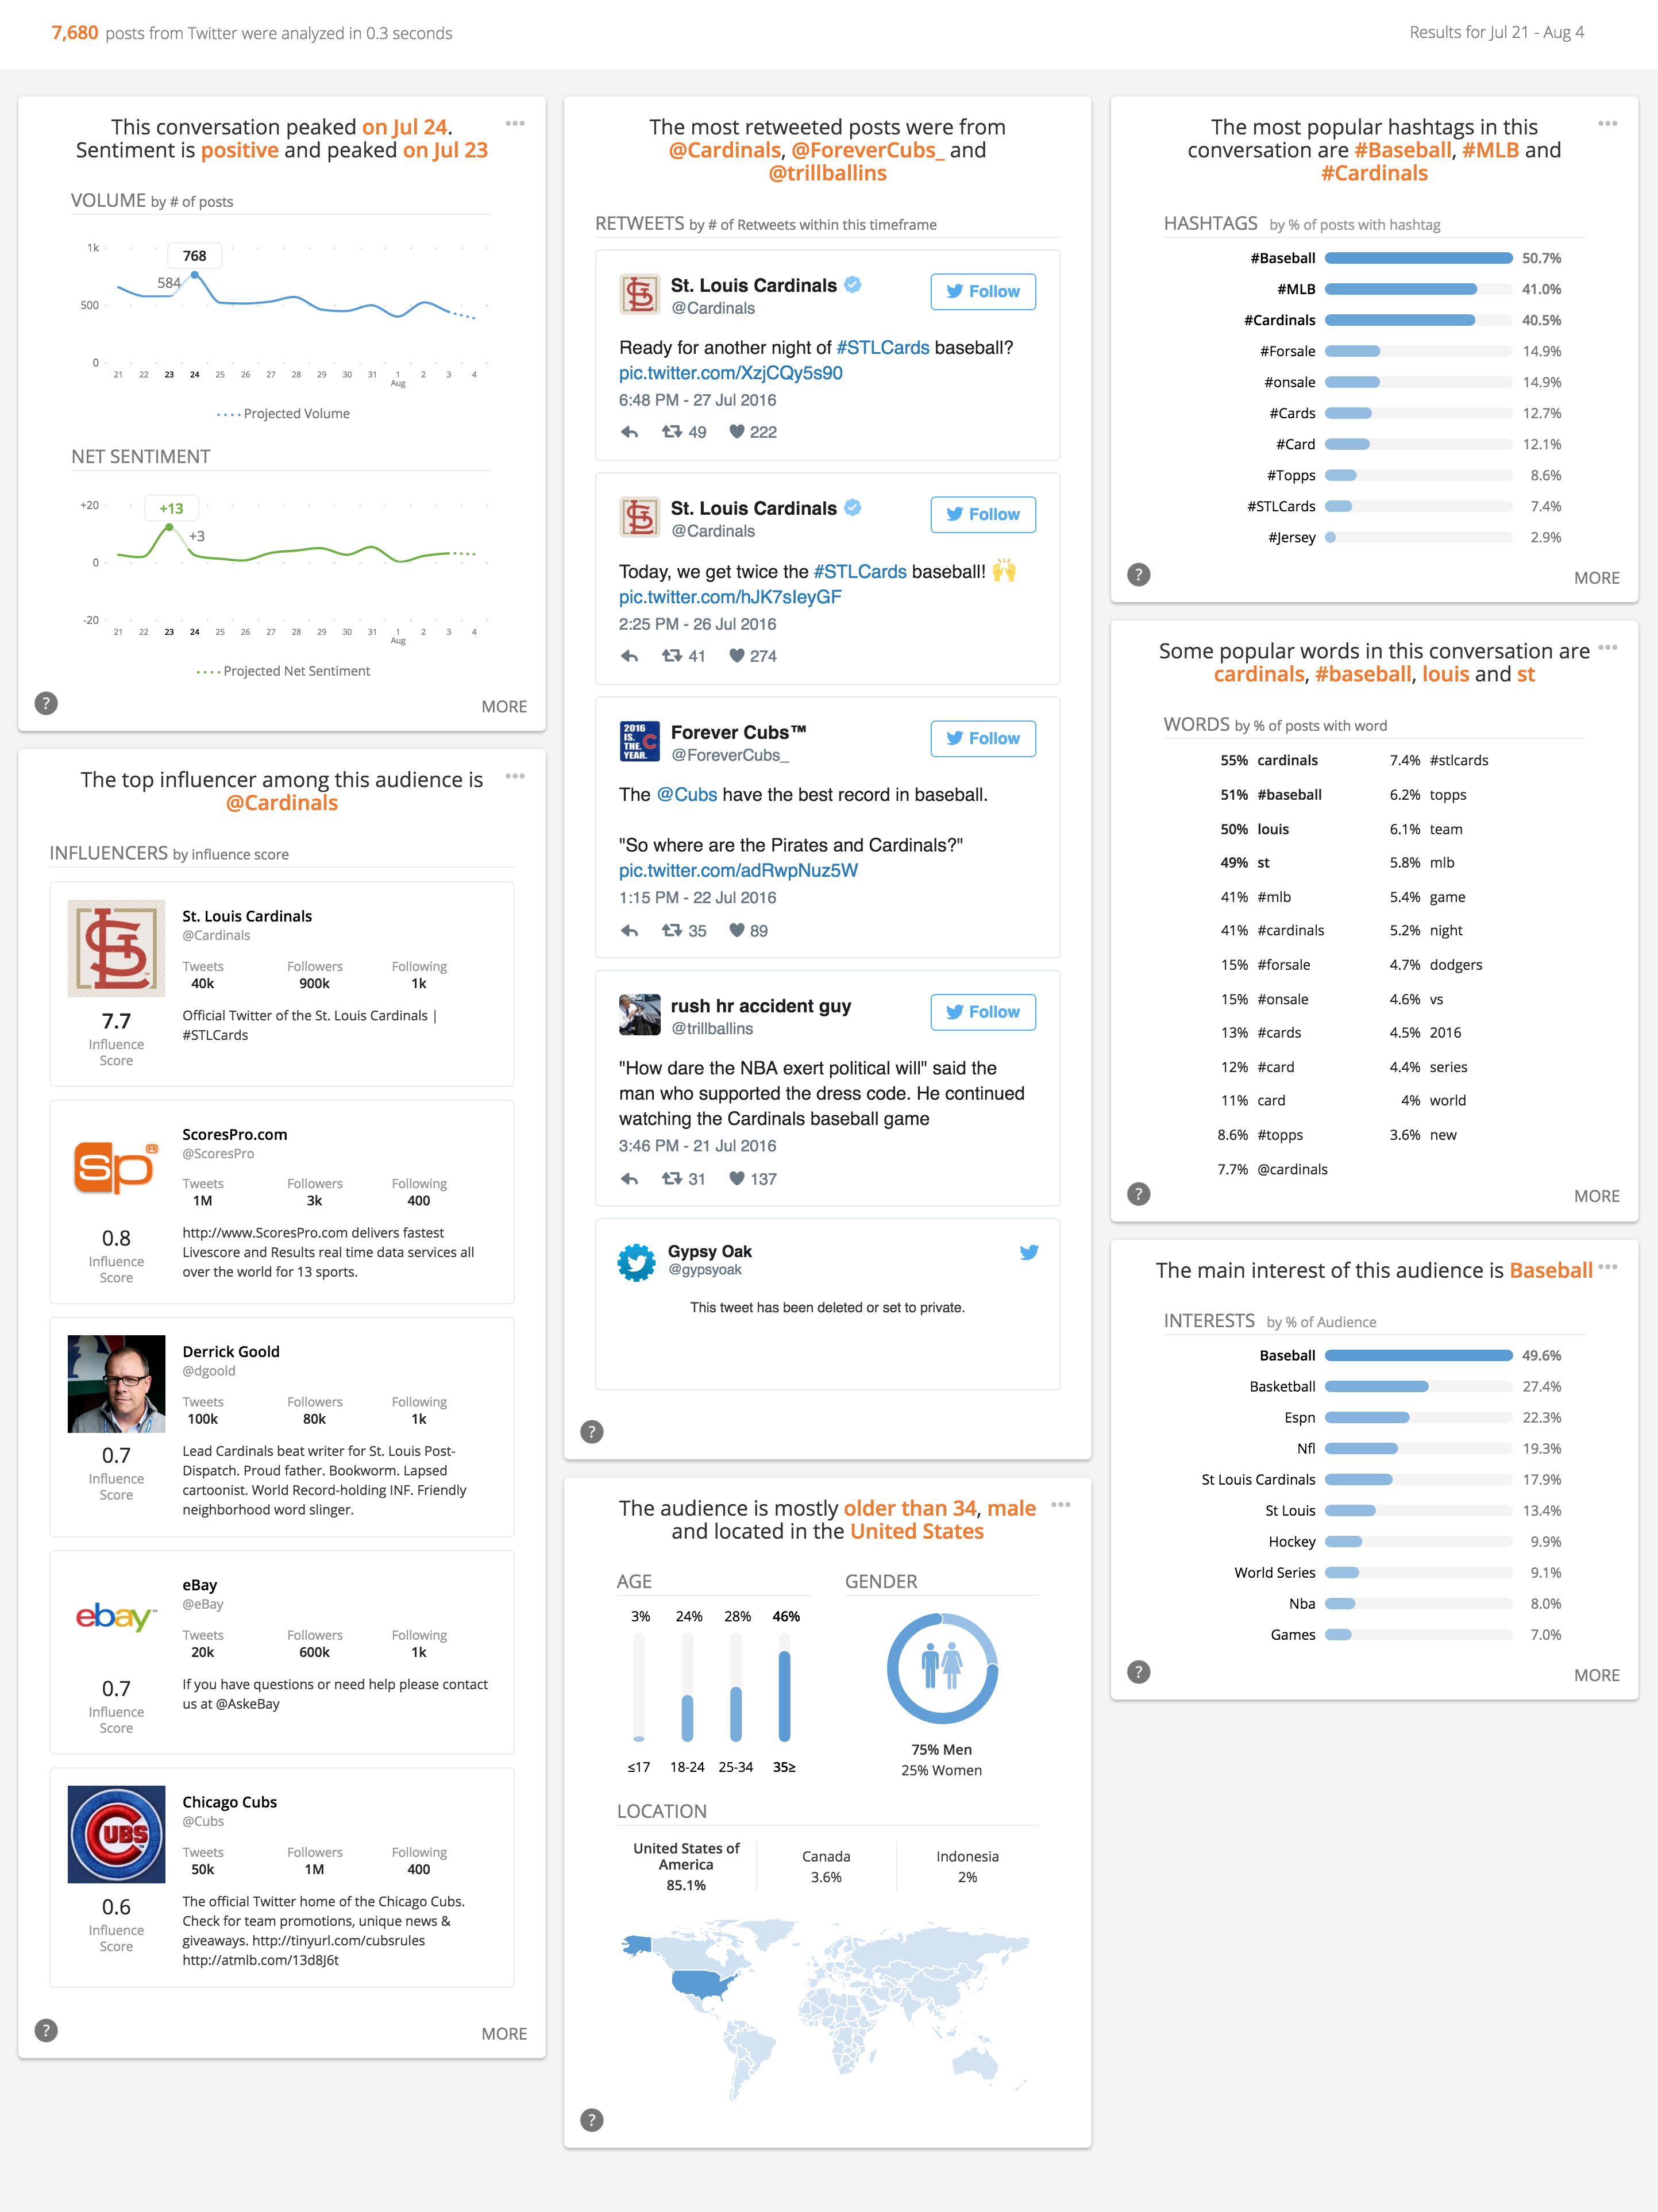 7,680 posts from Twitter were analyzed in 0.3 seconds
Results for Jul 21 - Aug 4
This conversation peaked on Jul 24.
Sentiment is positive and peaked on Jul 23
VOLUME by # of posts
1k
768
584
500
0
21 22 23 24 25 26 27 28 29 30 31 1 2 3 4
Aug
Projected Volume
NET SENTIMENT
+20
+13
+3
0
-20
21 22 23 24 25 26 27 28 29 30 31 1 2 3 4
Aug
Projected Net Sentiment
?
MORE
The top influencer among this audience is
@Cardinals
INFLUENCERS by influence score
St. Louis Cardinals
@Cardinals
Tweets Followers Following
40k 900k 1k
7.7
Influence
Score
Official Twitter of the St. Louis Cardinals |
#STLCards
sp
ScoresPro.com
@ScoresPro
Tweets Followers Following
1M 3k 400
0.8
Influence
Score
http://www.ScoresPro.com delivers fastest
Livescore and Results real time data services all
over the world for 13 sports.
Derrick Goold
@dgoold
Tweets Followers Following
100k 80k 1k
0.7
Influence
Score
Lead Cardinals beat writer for St. Louis Post-
Dispatch. Proud father. Bookworm. Lapsed
cartoonist. World Record-holding INF. Friendly
neighborhood word slinger.
ebay™
eBay
@eBay
Tweets Followers Following
20k 600k 1k
0.7
Influence
Score
If you have questions or need help please contact
us at @AskeBay
CUBS
Chicago Cubs
@Cubs
Tweets Followers Following
50k 1M 400
0.6
Influence
Score
The official Twitter home of the Chicago Cubs.
Check for team promotions, unique news &
giveaways. http://tinyurl.com/cubsrules
http://atmlb.com/13d8J6t
?
MORE
The most retweeted posts were from
@Cardinals, @ForeverCubs_ and
@trillballins
RETWEETS by # of Retweets within this timeframe
St. Louis Cardinals
@Cardinals
Follow
Ready for another night of #STLCards baseball?
pic.twitter.com/XzjCQy5s90
6:48 PM - 27 Jul 2016
49 222
St. Louis Cardinals
@Cardinals
Follow
Today, we get twice the #STLCards baseball! 🙌
pic.twitter.com/hJK7sIeyGF
2:25 PM - 26 Jul 2016
41 274
2016
IS.
THE.
YEAR.
Forever Cubs™
@ForeverCubs_
Follow
The @Cubs have the best record in baseball.
"So where are the Pirates and Cardinals?"
pic.twitter.com/adRwpNuz5W
1:15 PM - 22 Jul 2016
35 89
rush hr accident guy
@trillballins
Follow
"How dare the NBA exert political will" said the
man who supported the dress code. He continued
watching the Cardinals baseball game
3:46 PM - 21 Jul 2016
31 137
Gypsy Oak
@gypsyoak
This tweet has been deleted or set to private.
?
The audience is mostly older than 34, male
and located in the United States
AGE
3% 24% 28% 46%
≤17 18-24 25-34 35≥
GENDER
75% Men
25% Women
LOCATION
United States of
America
85.1%
Canada
3.6%
Indonesia
2%
?
The most popular hashtags in this
conversation are #Baseball, #MLB and
#Cardinals
HASHTAGS by % of posts with hashtag
#Baseball 50.7%
#MLB 41.0%
#Cardinals 40.5%
#Forsale 14.9%
#onsale 14.9%
#Cards 12.7%
#Card 12.1%
#Topps 8.6%
#STLCards 7.4%
#Jersey 2.9%
?
MORE
Some popular words in this conversation are
cardinals, #baseball, louis and st
WORDS by % of posts with word
55% cardinals 7.4% #stlcards
51% #baseball 6.2% topps
50% louis 6.1% team
49% st 5.8% mlb
41% #mlb 5.4% game
41% #cardinals 5.2% night
15% #forsale 4.7% dodgers
15% #onsale 4.6% vs
13% #cards 4.5% 2016
12% #card 4.4% series
11% card 4% world
8.6% #topps 3.6% new
7.7% @cardinals
?
MORE
The main interest of this audience is Baseball
INTERESTS by % of Audience
Baseball 49.6%
Basketball 27.4%
Espn 22.3%
Nfl 19.3%
St Louis Cardinals 17.9%
St Louis 13.4%
Hockey 9.9%
World Series 9.1%
Nba 8.0%
Games 7.0%
?
MORE